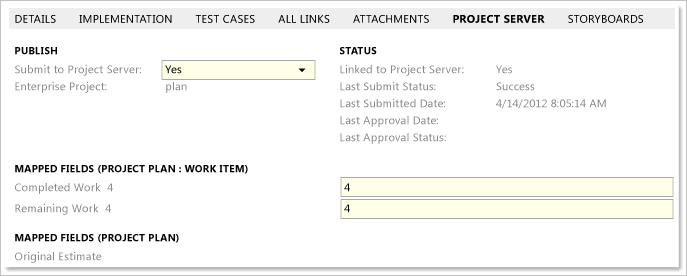 DETAILS IMPLEMENTATION TEST CASES ALL LINKS ATTACHMENTS PROJECT SERVER STORYBOARDS
PUBLISH
Submit to Project Server: Yes
Enterprise Project: plan
STATUS
Linked to Project Server: Yes
Last Submit Status: Success
Last Submitted Date: 4/14/2012 8:05:14 AM
Last Approval Date:
Last Approval Status:
MAPPED FIELDS (PROJECT PLAN : WORK ITEM)
Completed Work 4 4
Remaining Work 4 4
MAPPED FIELDS (PROJECT PLAN)
Original Estimate